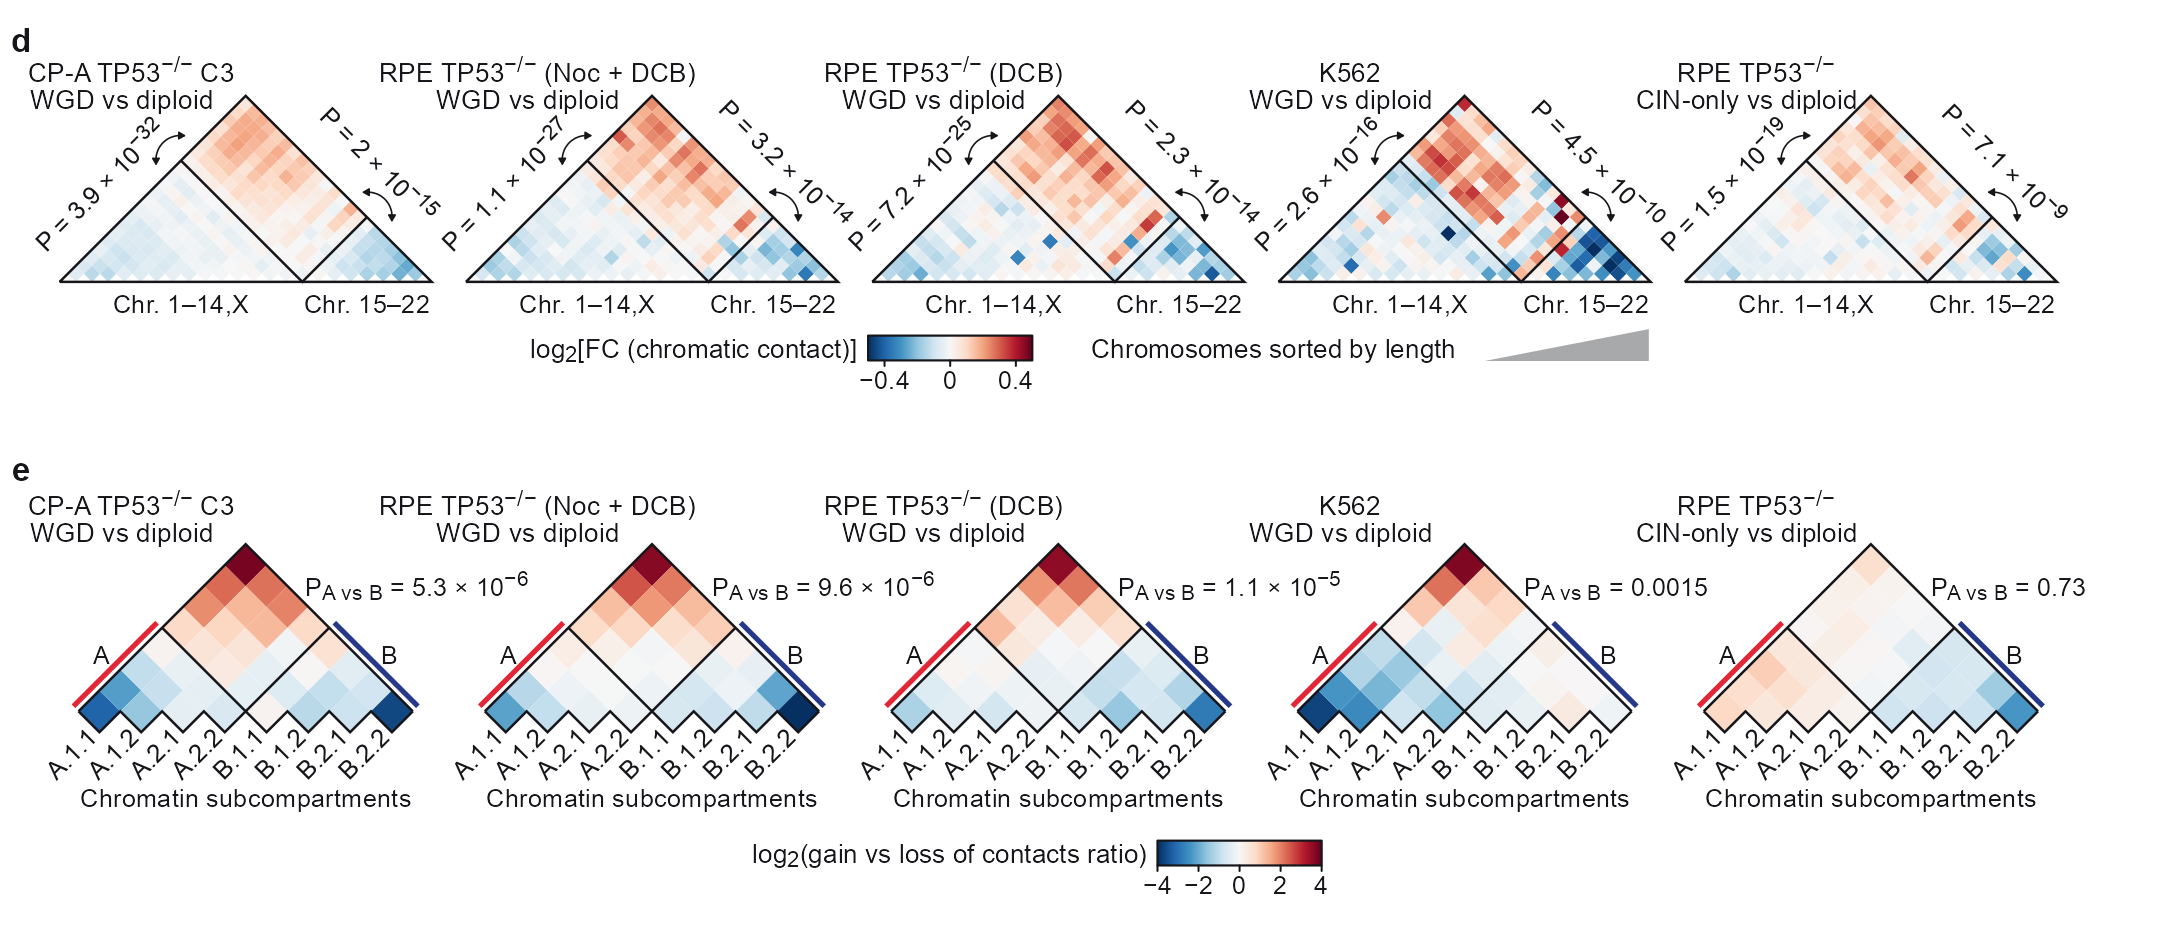 d
CP-A TP53−/− C3
WGD vs diploid
P = 3.9 × 10−32
P = 2 × 10−15
Chr. 1–14,X
Chr. 15–22
RPE TP53−/− (Noc + DCB)
WGD vs diploid
P = 1.1 × 10−27
P = 3.2 × 10−14
Chr. 1–14,X
Chr. 15–22
RPE TP53−/− (DCB)
WGD vs diploid
P = 7.2 × 10−25
P = 2.3 × 10−14
Chr. 1–14,X
Chr. 15–22
K562
WGD vs diploid
P = 2.6 × 10−16
P = 4.5 × 10−10
Chr. 1–14,X
Chr. 15–22
RPE TP53−/−
CIN-only vs diploid
P = 1.5 × 10−19
P = 7.1 × 10−9
Chr. 1–14,X
Chr. 15–22
log2[FC (chromatic contact)]
−0.4 0 0.4
Chromosomes sorted by length
e
CP-A TP53−/− C3
WGD vs diploid
PA vs B = 5.3 × 10−6
A
B
A.1.1 A.1.2 A.2.1 A.2.2 B.1.1 B.1.2 B.2.1 B.2.2
Chromatin subcompartments
RPE TP53−/− (Noc + DCB)
WGD vs diploid
PA vs B = 9.6 × 10−6
A
B
A.1.1 A.1.2 A.2.1 A.2.2 B.1.1 B.1.2 B.2.1 B.2.2
Chromatin subcompartments
RPE TP53−/− (DCB)
WGD vs diploid
PA vs B = 1.1 × 10−5
A
B
A.1.1 A.1.2 A.2.1 A.2.2 B.1.1 B.1.2 B.2.1 B.2.2
Chromatin subcompartments
K562
WGD vs diploid
PA vs B = 0.0015
A
B
A.1.1 A.1.2 A.2.1 A.2.2 B.1.1 B.1.2 B.2.1 B.2.2
Chromatin subcompartments
RPE TP53−/−
CIN-only vs diploid
PA vs B = 0.73
A
B
A.1.1 A.1.2 A.2.1 A.2.2 B.1.1 B.1.2 B.2.1 B.2.2
Chromatin subcompartments
log2(gain vs loss of contacts ratio)
−4 −2 0 2 4